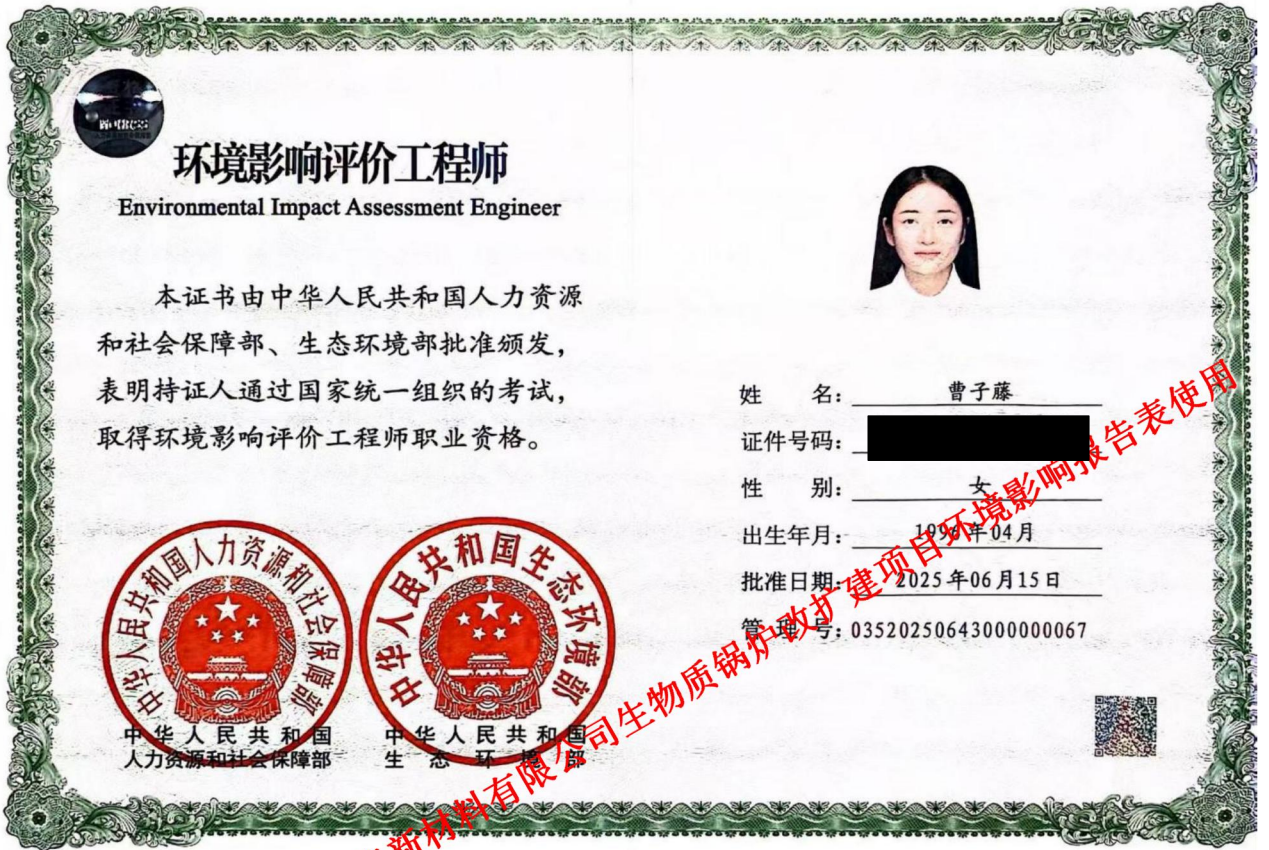 环境影响评价工程师
Environmental Impact Assessment Engineer
本证书由中华人民共和国人力资源
和社会保障部、生态环境部批准颁发，
表明持证人通过国家统一组织的考试，
取得环境影响评价工程师职业资格。
中华人民共和国人力资源和社会保障部
中华人民共和国生态环境部
中华人民共和国
人力资源和社会保障部
中华人民共和国
生态环境部
姓名：曹子藤
证件号码：
性别：女
出生年月：1996年04月
批准日期：2025年06月15日
管理号：03520250643000000067
新材料有限公司生物质锅炉改扩建项目环境影响报告表使用